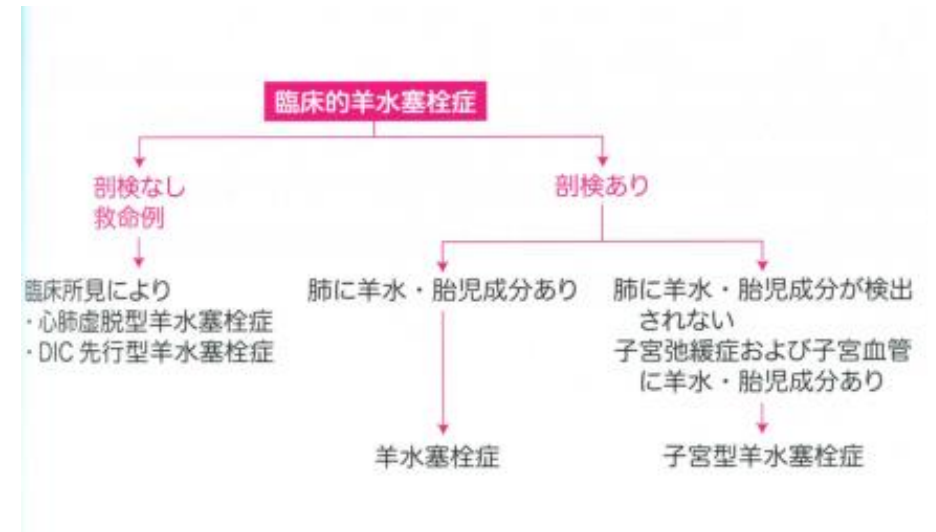 臨床的羊水塞栓症
剖検なし
救命例
剖検あり
臨床所見により
・心肺虚脱型羊水塞栓症
・DIC 先行型羊水塞栓症
肺に羊水・胎児成分あり
肺に羊水・胎児成分が検出
されない
子宮弛緩症および子宮血管
に羊水・胎児成分あり
羊水塞栓症
子宮型羊水塞栓症